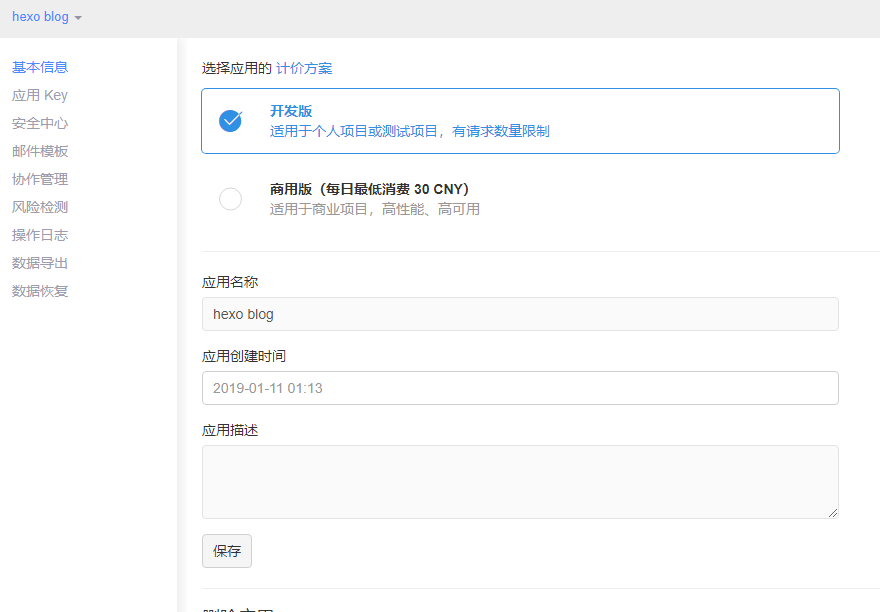 hexo blog
基本信息
应用 Key
安全中心
邮件模板
协作管理
风险检测
操作日志
数据导出
数据恢复
选择应用的 计价方案
开发版
适用于个人项目或测试项目，有请求数量限制
商用版（每日最低消费 30 CNY）
适用于商业项目，高性能、高可用
应用名称
hexo blog
应用创建时间
2019-01-11 01:13
应用描述
保存